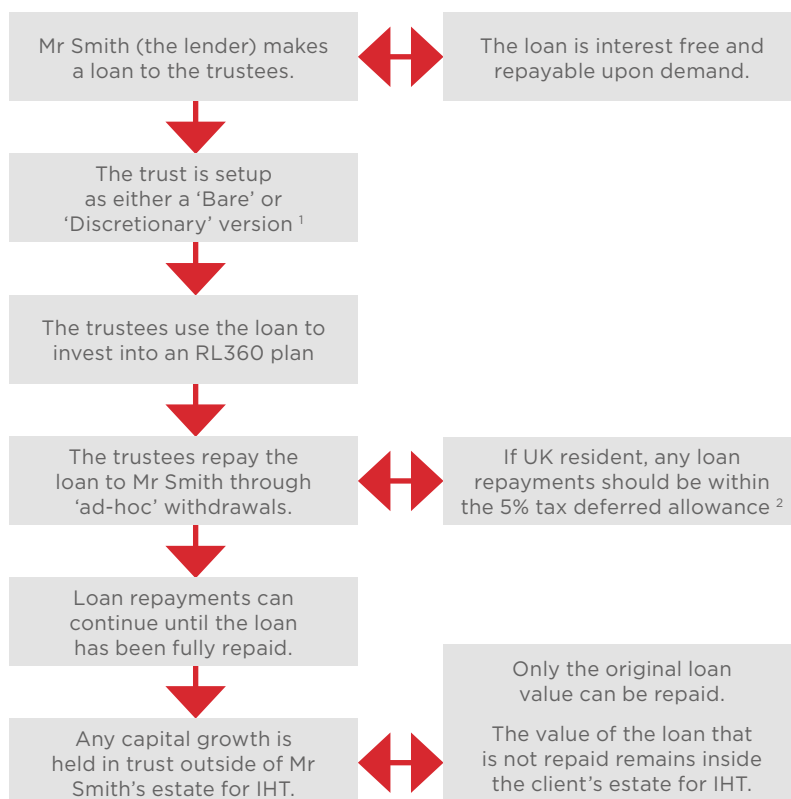 Mr Smith (the lender) makes
a loan to the trustees.
The loan is interest free and
repayable upon demand.
The trust is setup
as either a ‘Bare’ or
‘Discretionary’ version ¹
The trustees use the loan to
invest into an RL360 plan
The trustees repay the
loan to Mr Smith through
‘ad-hoc’ withdrawals.
If UK resident, any loan
repayments should be within
the 5% tax deferred allowance ²
Loan repayments can
continue until the loan
has been fully repaid.
Any capital growth is
held in trust outside of Mr
Smith’s estate for IHT.
Only the original loan
value can be repaid.
The value of the loan that
is not repaid remains inside
the client’s estate for IHT.